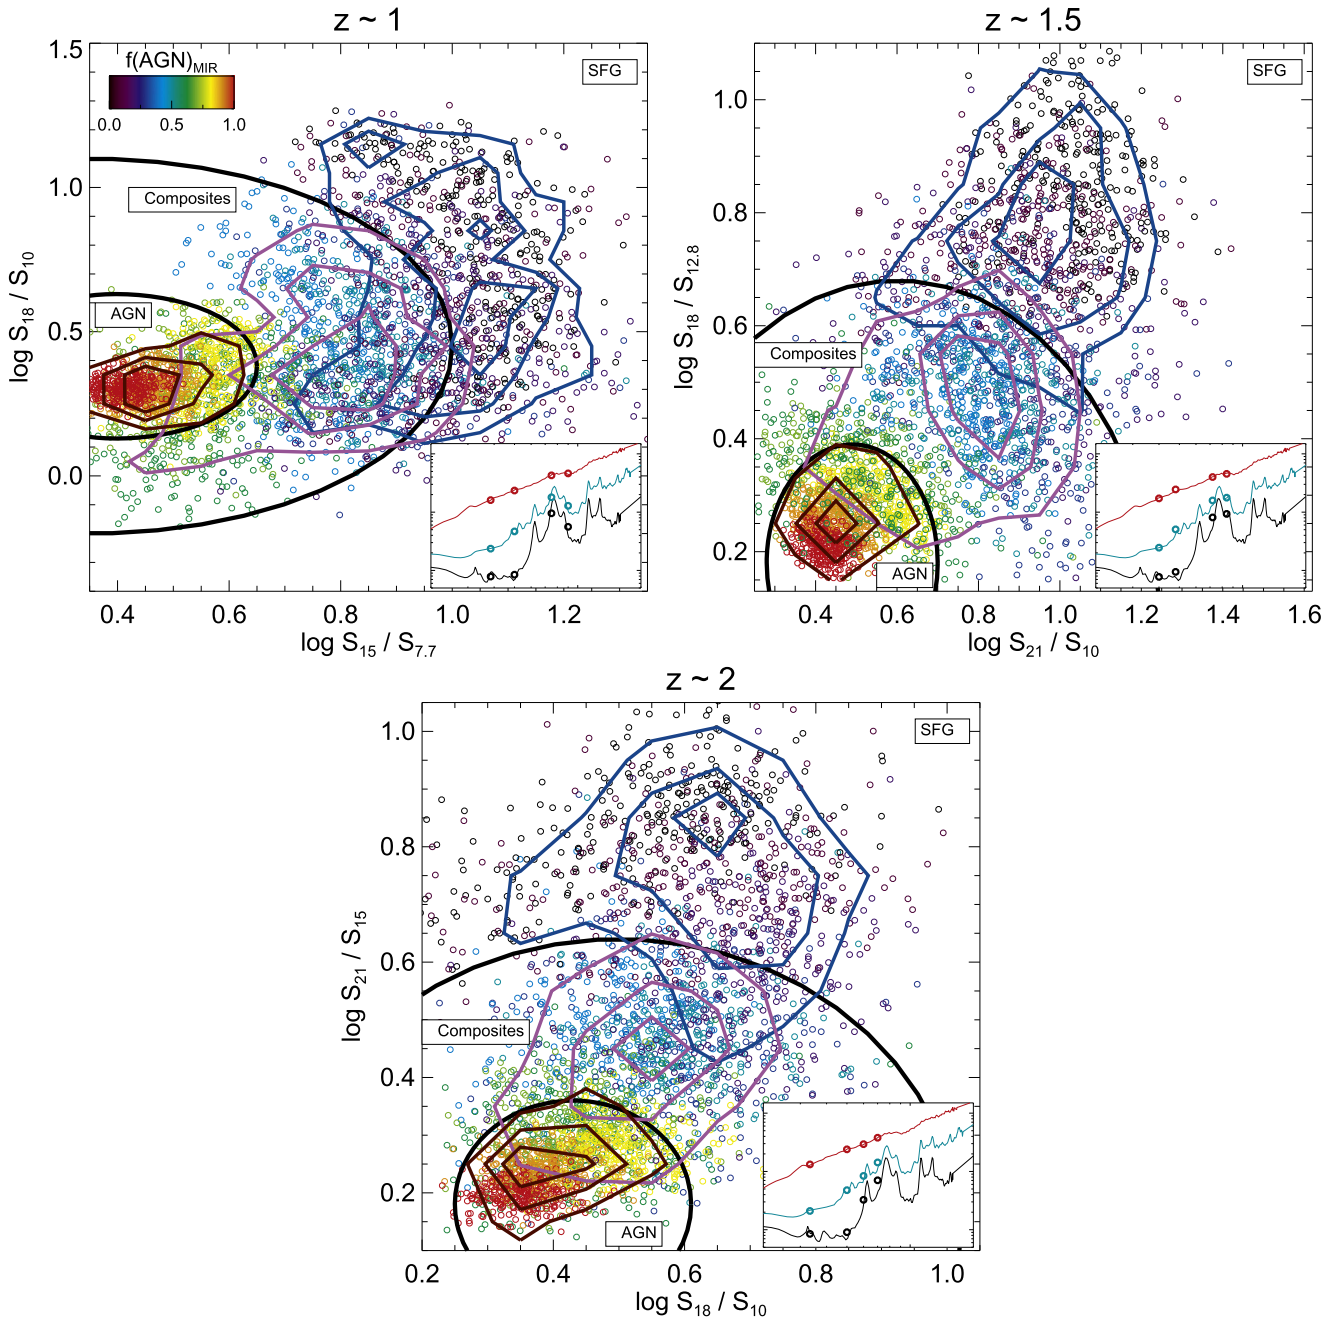 z ~ 1
f(AGN)MIR
0.0 0.5 1.0
SFG
Composites
AGN
1.5
1.0
0.5
0.0
log S18 / S10
0.4 0.6 0.8 1.0 1.2
log S15 / S7.7
z ~ 1.5
SFG
Composites
AGN
1.0
0.8
0.6
0.4
0.2
log S18 / S12.8
0.4 0.6 0.8 1.0 1.2 1.4 1.6
log S21 / S10
z ~ 2
SFG
Composites
AGN
1.0
0.8
0.6
0.4
0.2
log S21 / S15
0.2 0.4 0.6 0.8 1.0
log S18 / S10